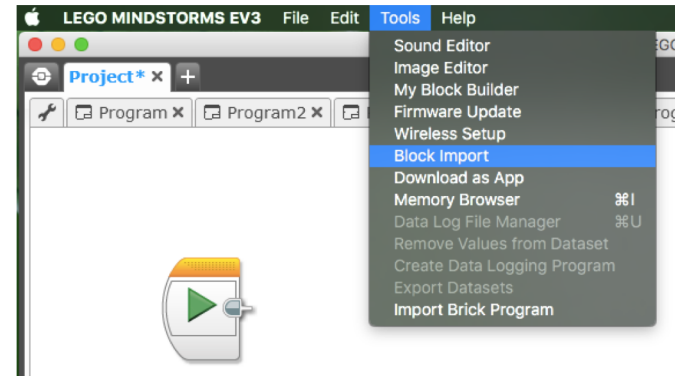 LEGO MINDSTORMS EV3 File Edit Tools Help
Project* × +
Program × Program2 ×
Sound Editor
Image Editor
My Block Builder
Firmware Update
Wireless Setup
Block Import
Download as App
Memory Browser ⌘I
Data Log File Manager ⌘U
Remove Values from Dataset
Create Data Logging Program
Export Datasets
Import Brick Program